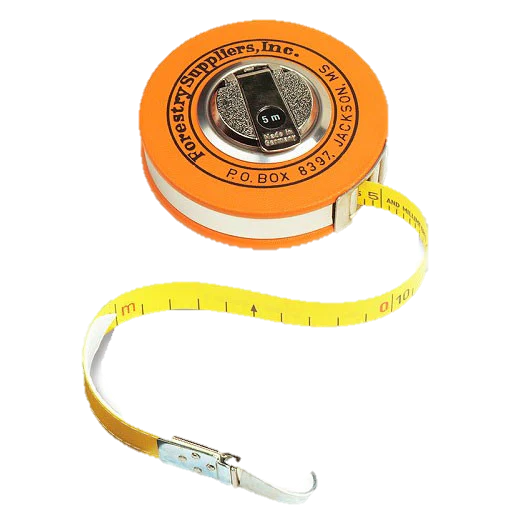 Forestry Suppliers, Inc.
5 m
Made in
Germany
P.O. BOX 8397, JACKSON, MS
5
m
0
10